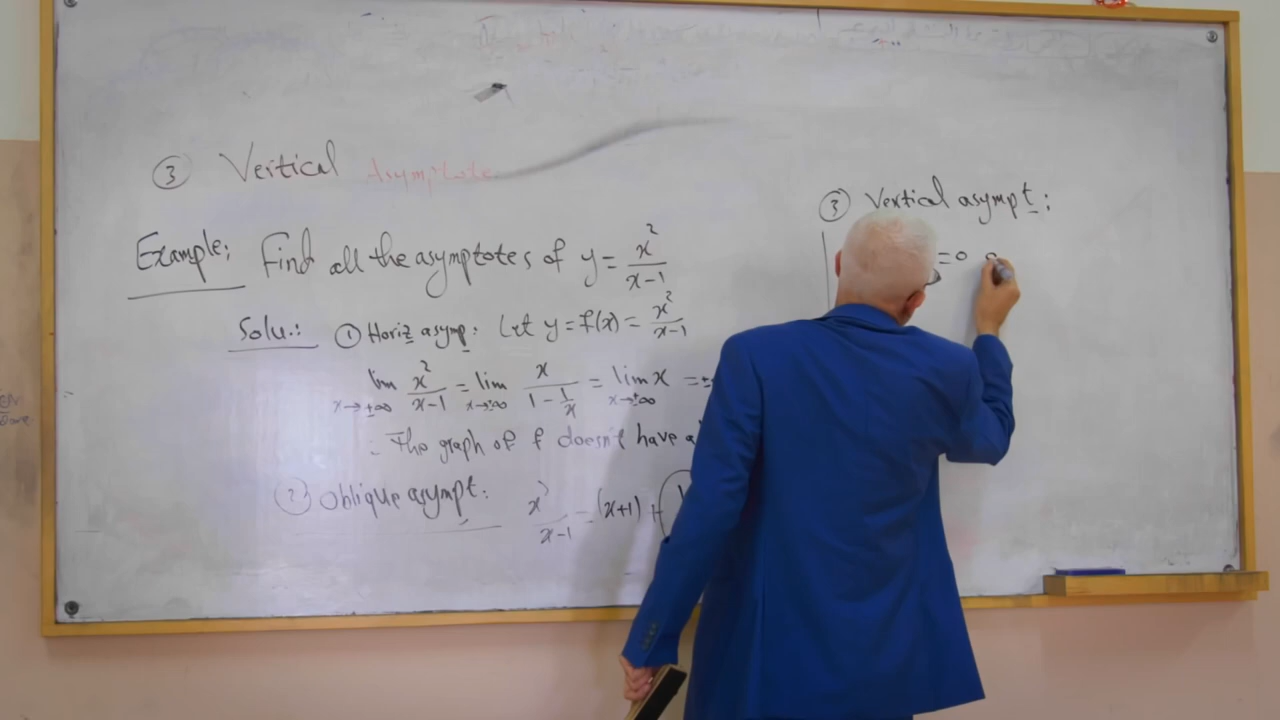 ③ Vertical Asymptote
Example: Find all the asymptotes of y = x²/(x-1)
Solu.: ① Horiz asymp: Let y = f(x) = x²/(x-1)
lim x→±∞ x²/(x-1) = lim x→±∞ x/(1 - 1/x) = lim x→±∞ x = ±
∴ The graph of f doesn't have a
② Oblique asympt: x²/(x-1) = (x+1) +
③ Vertical asympt:
= 0